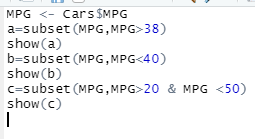 MPG <- Cars$MPG
a=subset(MPG,MPG>38)
show(a)
b=subset(MPG,MPG<40)
show(b)
c=subset(MPG,MPG>20 & MPG <50)
show(c)